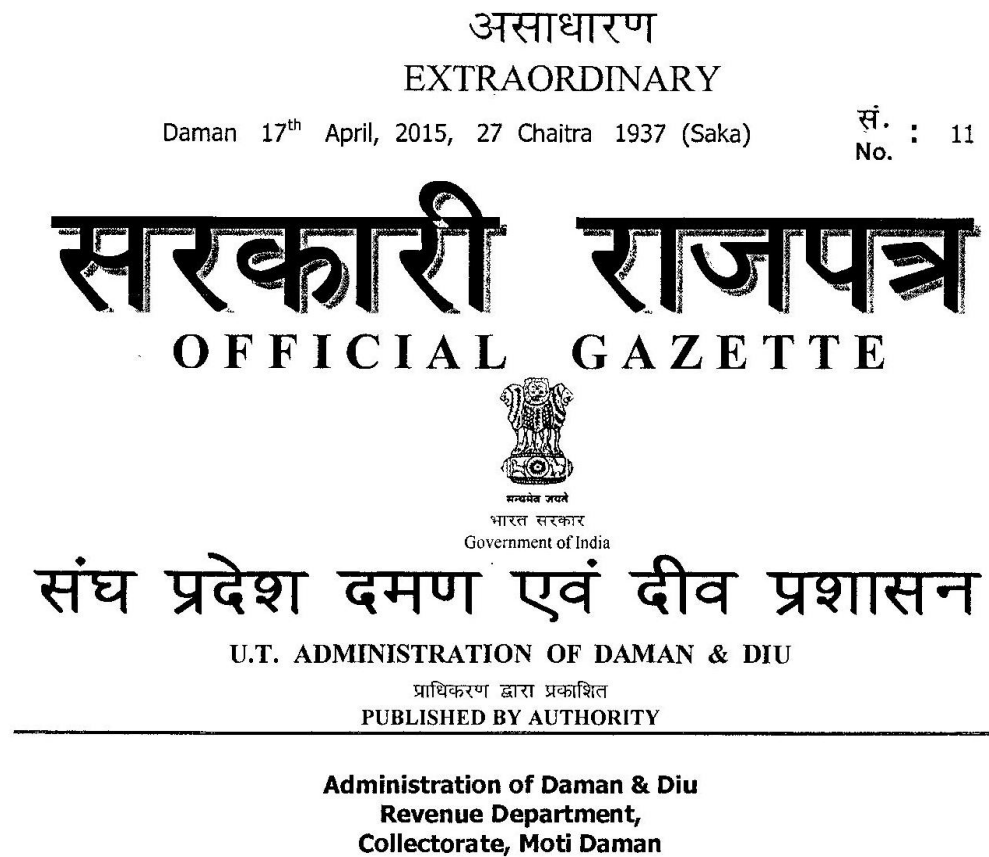 असाधारण
EXTRAORDINARY
Daman 17th April, 2015, 27 Chaitra 1937 (Saka) सं. No. : 11
सरकारी राजपत्र
OFFICIAL GAZETTE
सत्यमेव जयते
भारत सरकार
Government of India
संघ प्रदेश दमण एवं दीव प्रशासन
U.T. ADMINISTRATION OF DAMAN & DIU
प्राधिकरण द्वारा प्रकाशित
PUBLISHED BY AUTHORITY
Administration of Daman & Diu
Revenue Department,
Collectorate, Moti Daman